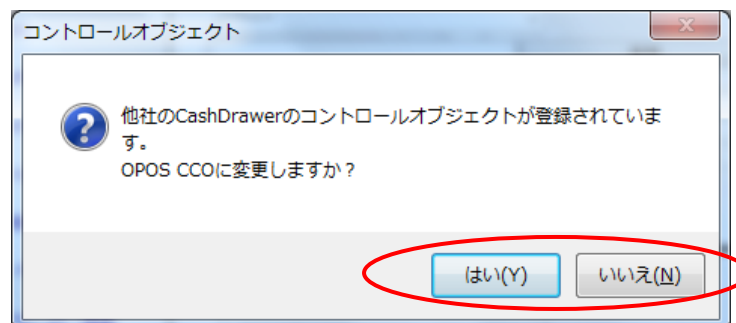 コントロールオブジェクト
他社のCashDrawerのコントロールオブジェクトが登録されていま
す。
OPOS CCOに変更しますか？
はい(Y)
いいえ(N)